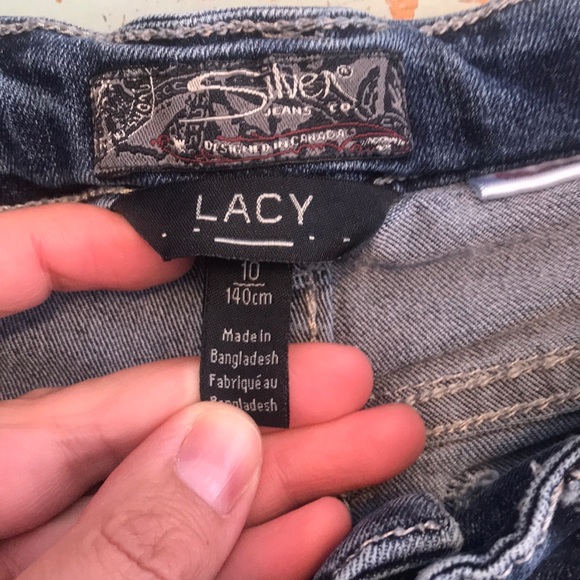 Silver
JEANS CO
DESIGNED IN CANADA
LACY
10
140cm
Made in
Bangladesh
Fabriqué au
Bangladesh